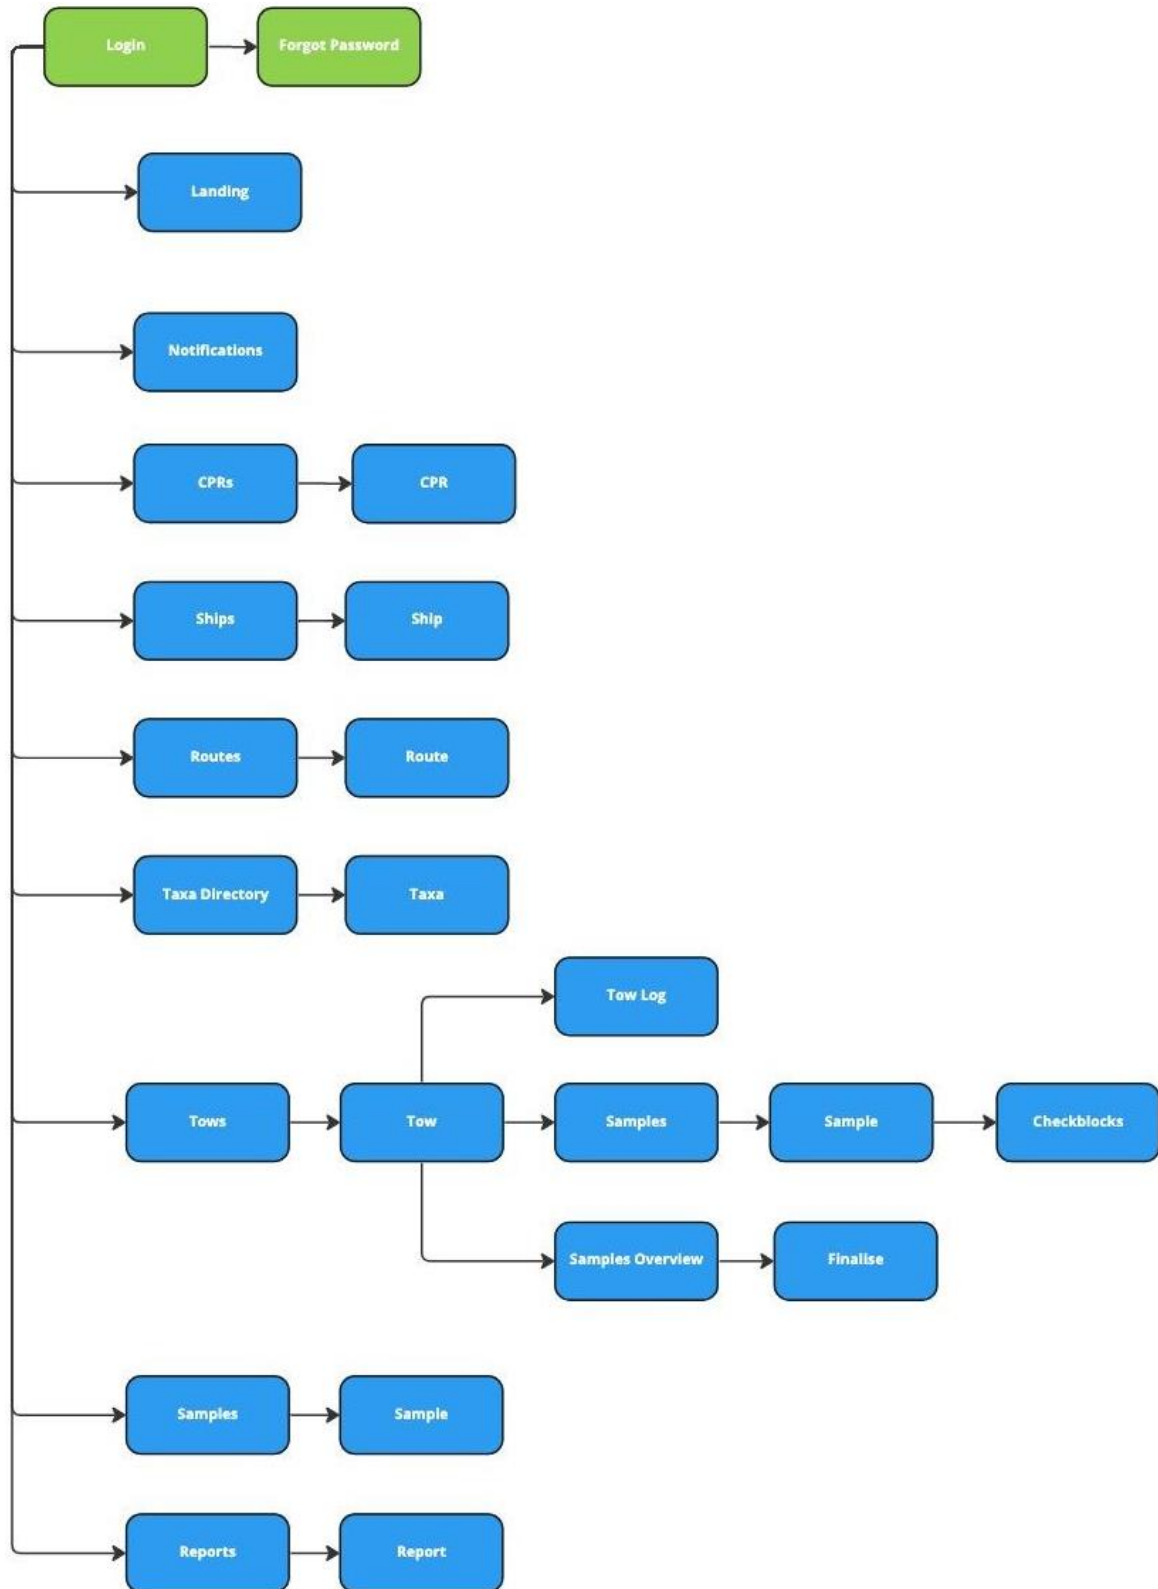 Login
Forgot Password
Landing
Notifications
CPRs
CPR
Ships
Ship
Routes
Route
Taxa Directory
Taxa
Tow Log
Tows
Tow
Samples
Sample
Checkblocks
Samples Overview
Finalise
Samples
Sample
Reports
Report